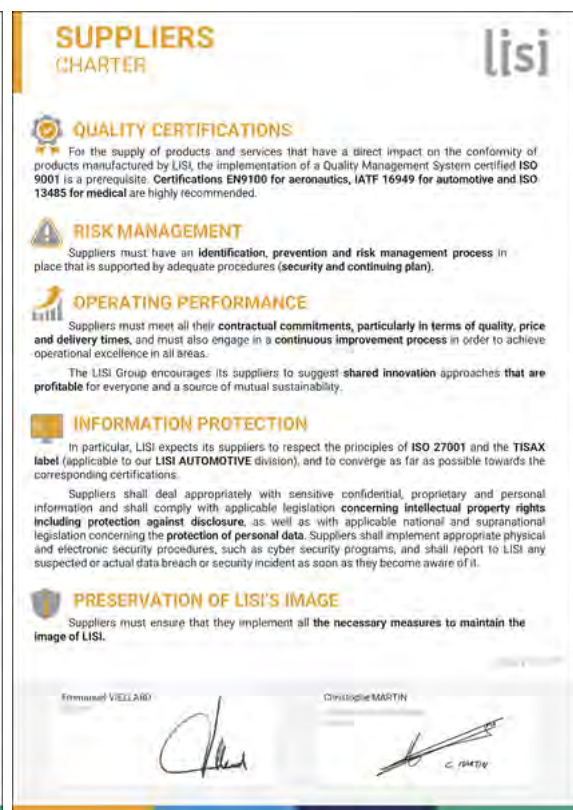 SUPPLIERS
CHARTER
lisi
QUALITY CERTIFICATIONS
For the supply of products and services that have a direct impact on the conformity of
products manufactured by LISI, the implementation of a Quality Management System certified ISO
9001 is a prerequisite. Certifications EN9100 for aeronautics, IATF 16949 for automotive and ISO
13485 for medical are highly recommended.
RISK MANAGEMENT
Suppliers must have an identification, prevention and risk management process in
place that is supported by adequate procedures (security and continuing plan).
OPERATING PERFORMANCE
Suppliers must meet all their contractual commitments, particularly in terms of quality, price
and delivery times, and must also engage in a continuous improvement process in order to achieve
operational excellence in all areas.
The LISI Group encourages its suppliers to suggest shared innovation approaches that are
profitable for everyone and a source of mutual sustainability.
INFORMATION PROTECTION
In particular, LISI expects its suppliers to respect the principles of ISO 27001 and the TISAX
label (applicable to our LISI AUTOMOTIVE division), and to converge as far as possible towards the
corresponding certifications.
Suppliers shall deal appropriately with sensitive confidential, proprietary and personal
information and shall comply with applicable legislation concerning intellectual property rights
including protection against disclosure, as well as with applicable national and supranational
legislation concerning the protection of personal data. Suppliers shall implement appropriate physical
and electronic security procedures, such as cyber security programs, and shall report to LISI any
suspected or actual data breach or security incident as soon as they become aware of it.
PRESERVATION OF LISI'S IMAGE
Suppliers must ensure that they implement all the necessary measures to maintain the
image of LISI.
Emmanuel VIELLARD
Christophe MARTIN
C. MARTIN